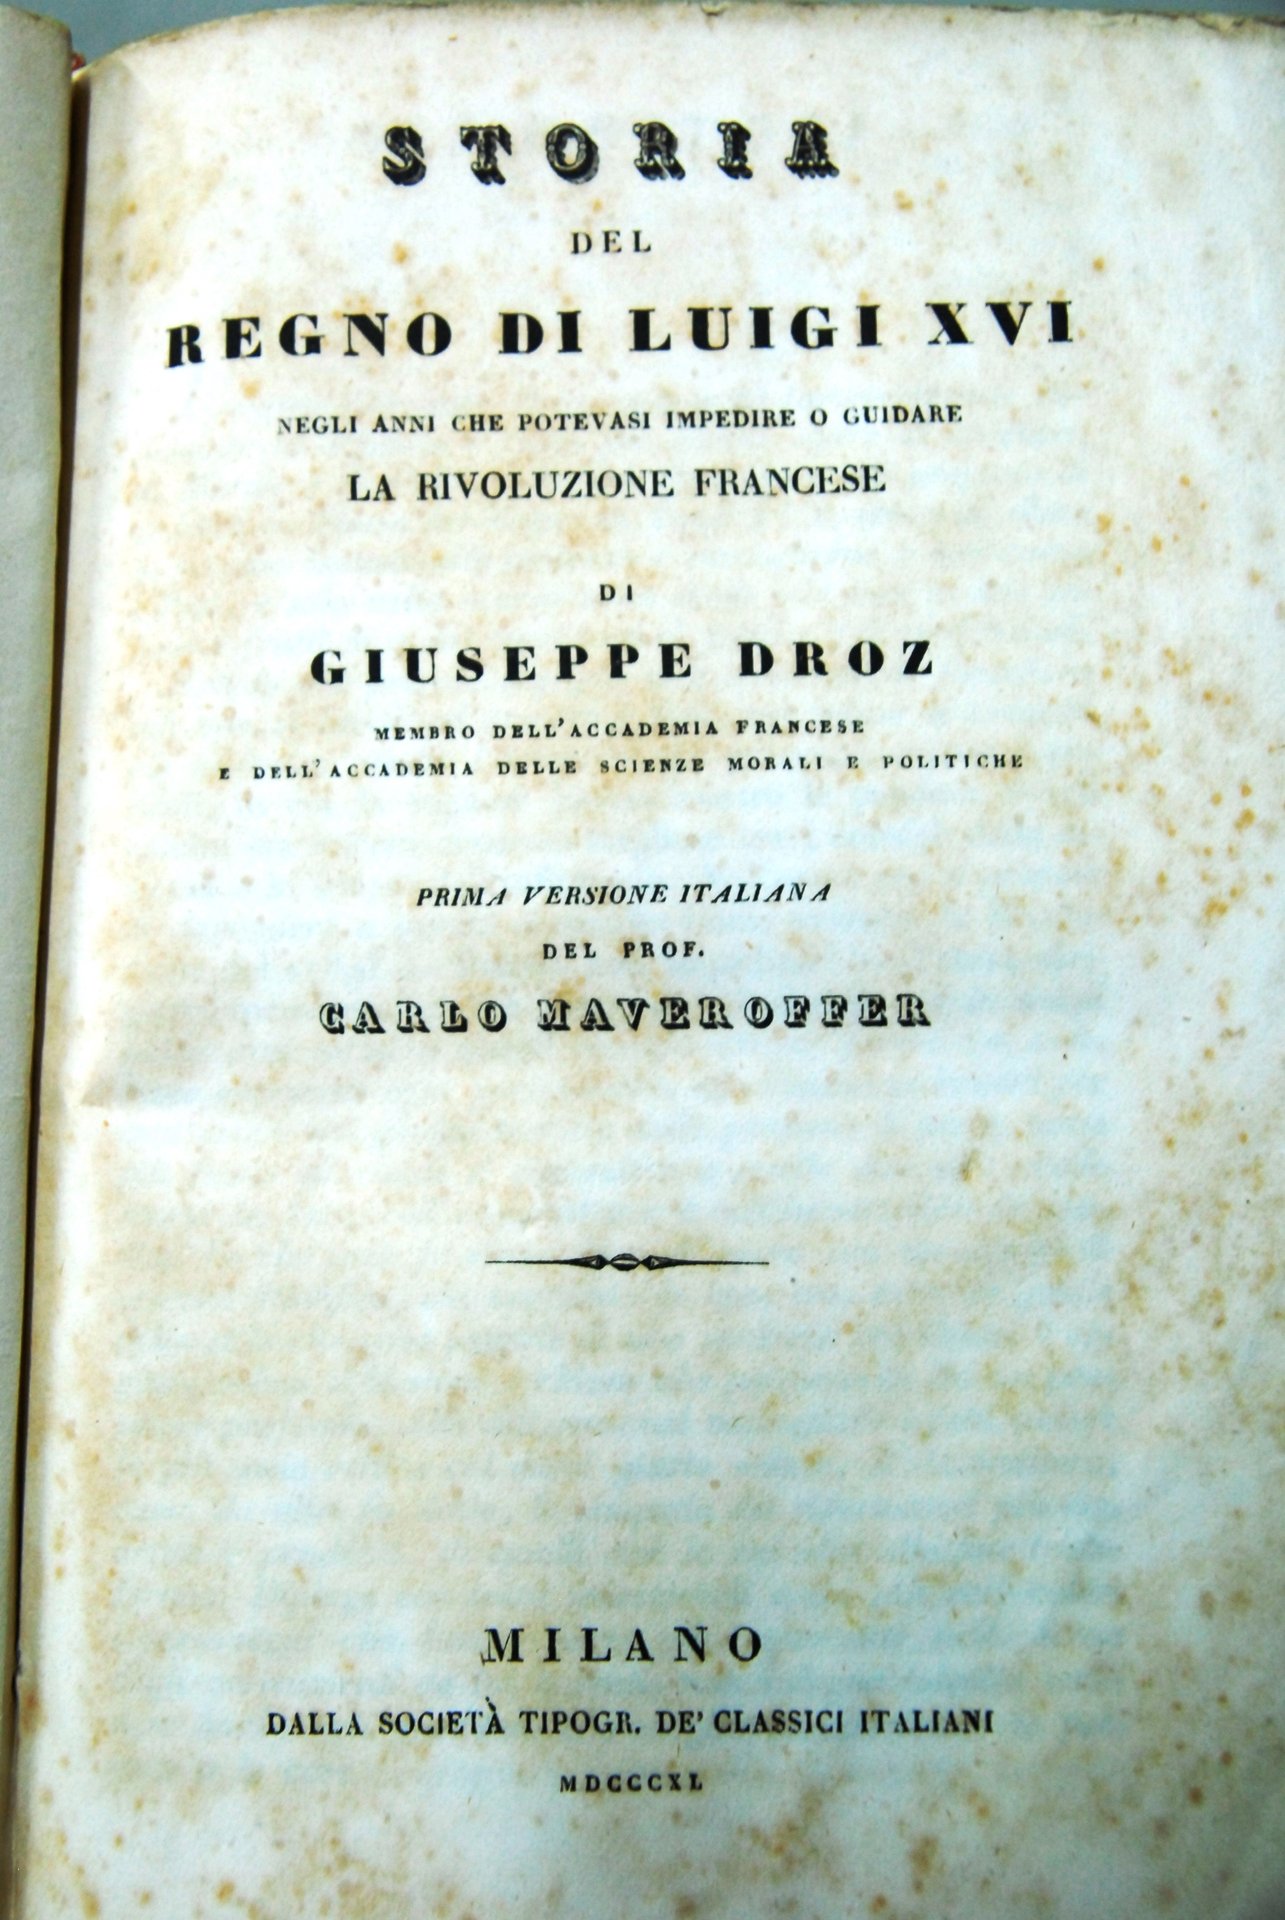 STORIA
DEL
REGNO DI LUIGI XVI
NEGLI ANNI CHE POTEVASI IMPEDIRE O GUIDARE
LA RIVOLUZIONE FRANCESE
DI
GIUSEPPE DROZ
MEMBRO DELL'ACCADEMIA FRANCESE
E DELL'ACCADEMIA DELLE SCIENZE MORALI E POLITICHE
PRIMA VERSIONE ITALIANA
DEL PROF.
CARLO MAVEROFFER
MILANO
DALLA SOCIETÀ TIPOGR. DE' CLASSICI ITALIANI
MDCCCXL